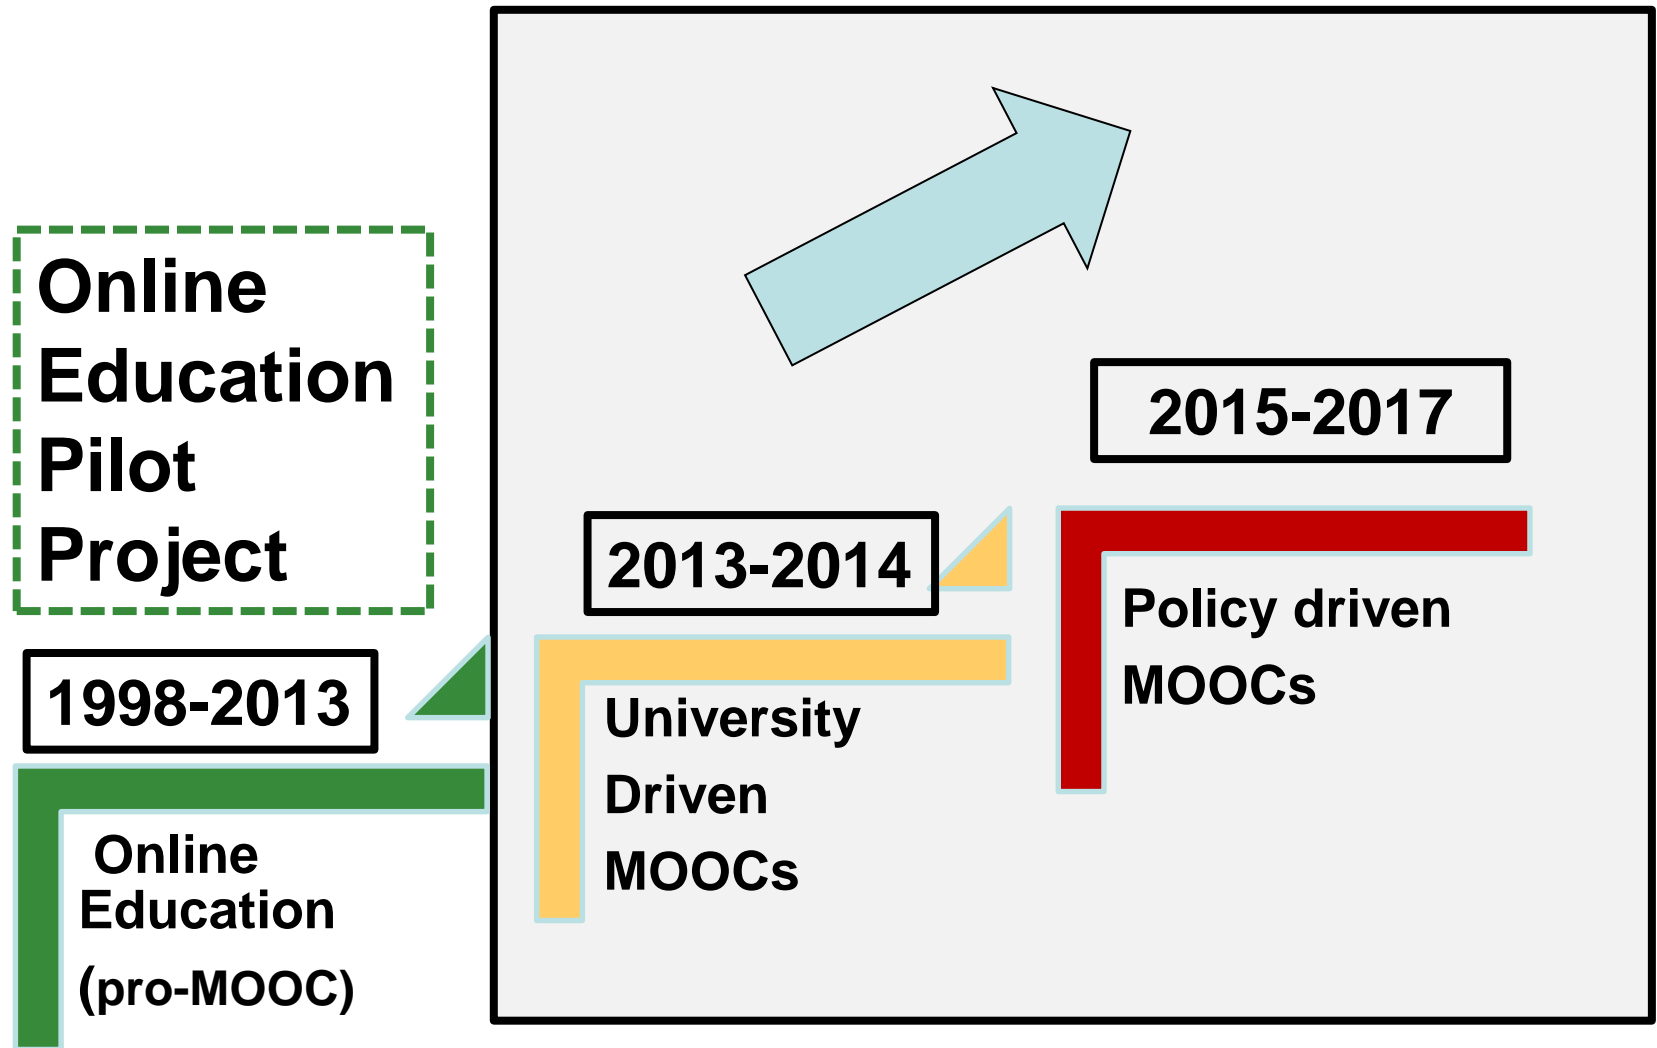 Online
Education
Pilot
Project
1998-2013
Online
Education
(pro-MOOC)
2013-2014
University
Driven
MOOCs
2015-2017
Policy driven
MOOCs